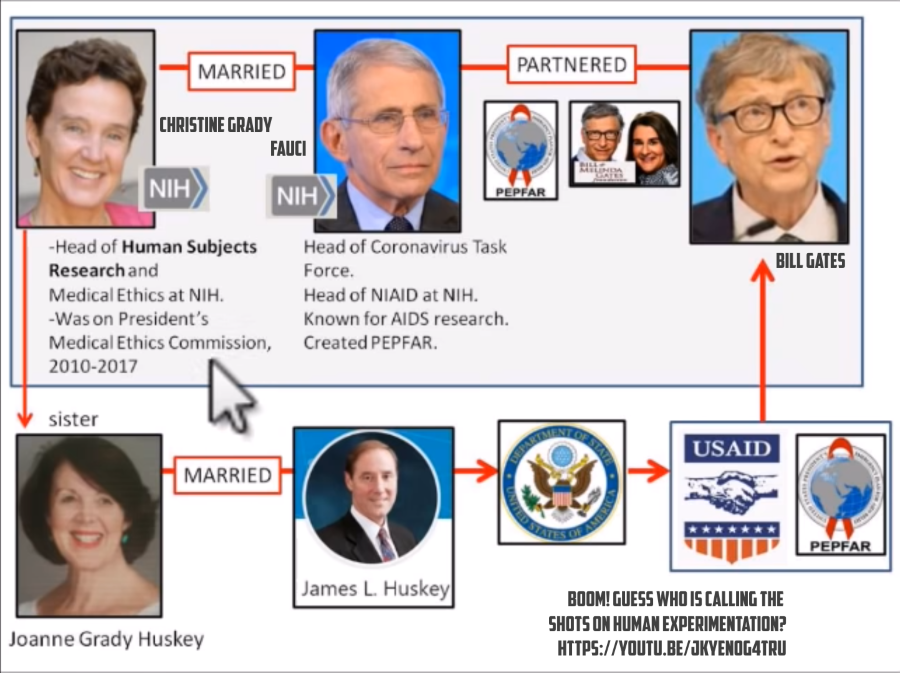 MARRIED
PARTNERED
CHRISTINE GRADY
FAUCI
NIH
NIH
PEPFAR
BILL &
MELINDA
GATES
foundation
BILL GATES
-Head of Human Subjects
Research and
Medical Ethics at NIH.
-Was on President's
Medical Ethics Commission,
2010-2017
Head of Coronavirus Task
Force.
Head of NIAID at NIH.
Known for AIDS research.
Created PEPFAR.
sister
MARRIED
DEPARTMENT OF STATE
UNITED STATES OF AMERICA
USAID
PEPFAR
James L. Huskey
Joanne Grady Huskey
BOOM! GUESS WHO IS CALLING THE
SHOTS ON HUMAN EXPERIMENTATION?
HTTPS://YOUTU.BE/JKYENOG4TRU